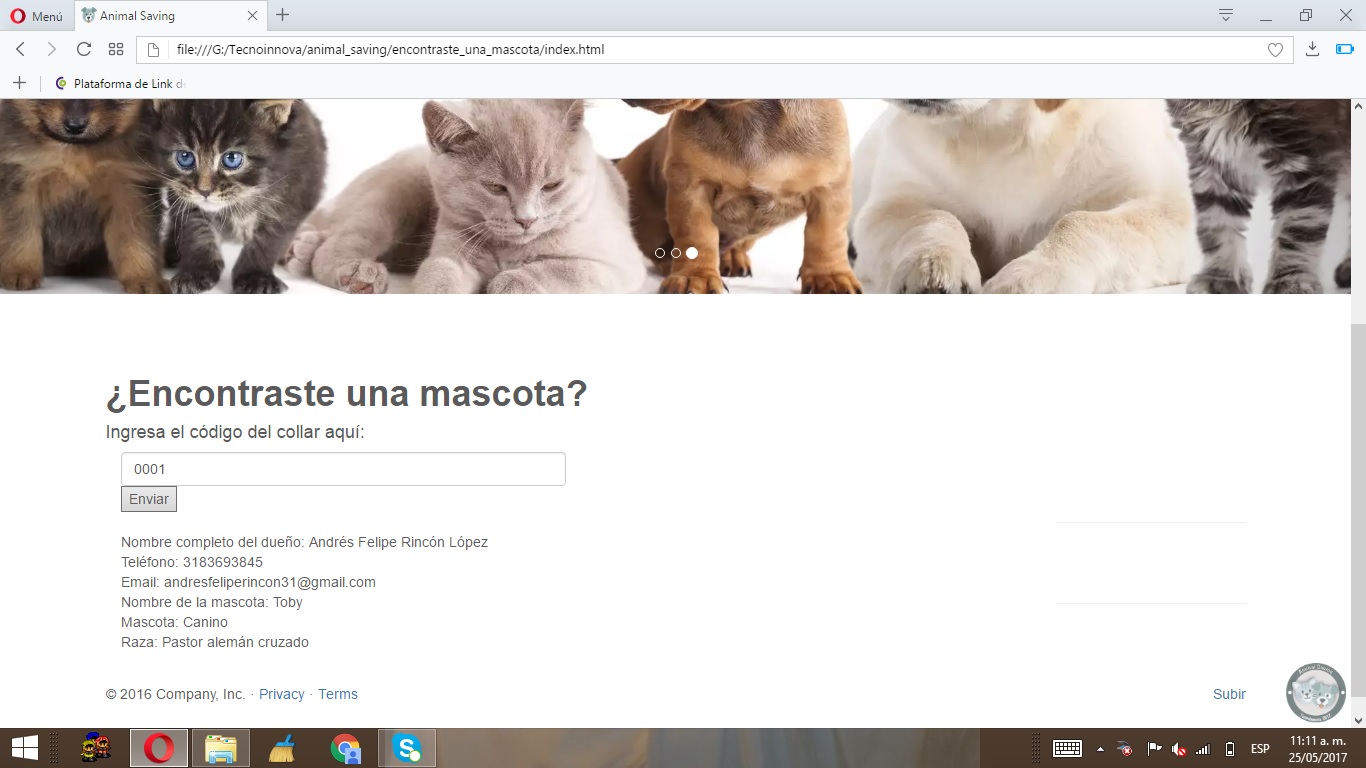 Menú
Animal Saving
file:///G:/Tecnoinnova/animal_saving/encontraste_una_mascota/index.html
Plataforma de Link de
¿Encontraste una mascota?
Ingresa el código del collar aquí:
0001
Enviar
Nombre completo del dueño: Andrés Felipe Rincón López
Teléfono: 3183693845
Email: andresfeliperincon31@gmail.com
Nombre de la mascota: Toby
Mascota: Canino
Raza: Pastor alemán cruzado
© 2016 Company, Inc. · Privacy · Terms
Subir
ESP
11:11 a. m.
25/05/2017